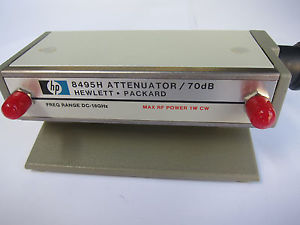 hp
8495H ATTENUATOR / 70dB
HEWLETT • PACKARD
FREQ RANGE DC-18GHz
MAX RF POWER 1W CW